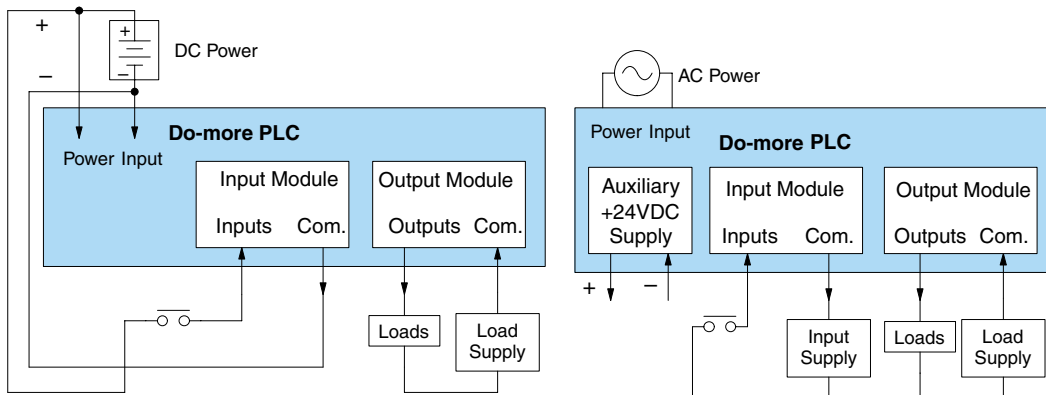 +
−
+
−
DC Power
Do-more PLC
Power Input
Input Module
Inputs Com.
Output Module
Outputs Com.
Loads
Load
Supply
AC Power
Power Input
Do-more PLC
Auxiliary
+24VDC
Supply
+
−
Input Module
Inputs Com.
Output Module
Outputs Com.
Input
Supply
Loads
Load
Supply